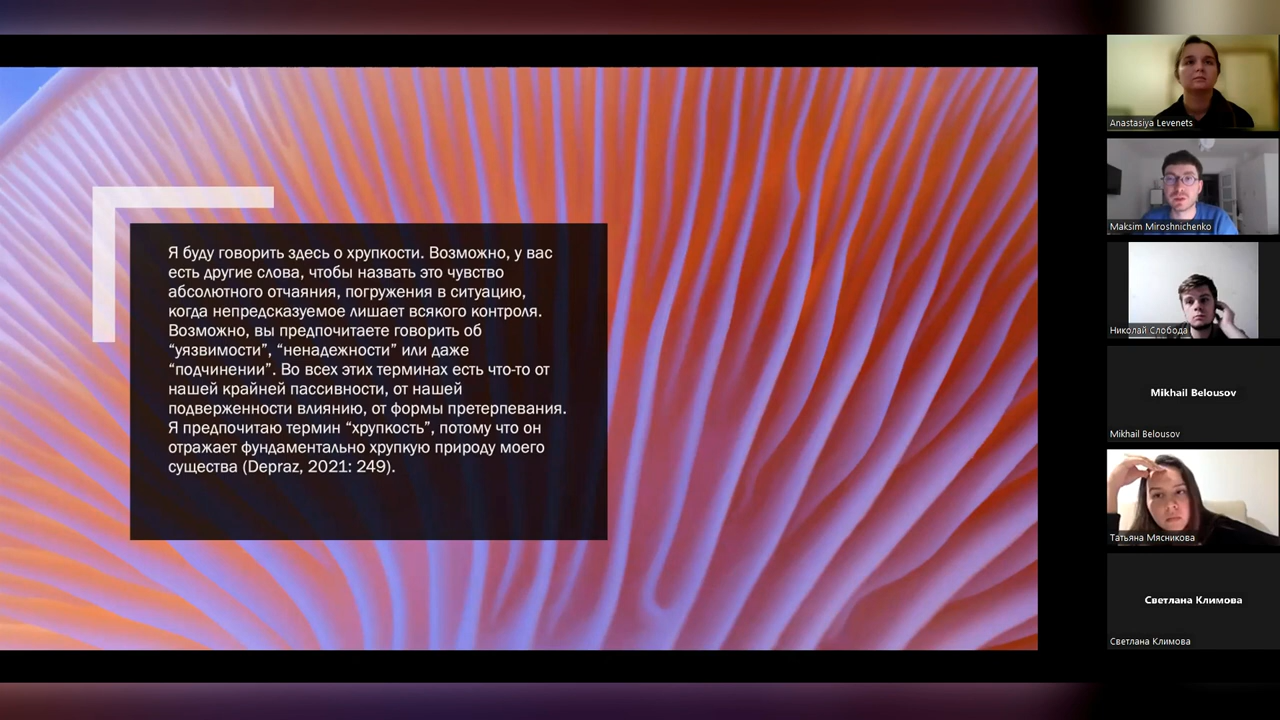 Я буду говорить здесь о хрупкости. Возможно, у вас
есть другие слова, чтобы назвать это чувство
абсолютного отчаяния, погружения в ситуацию,
когда непредсказуемое лишает всякого контроля.
Возможно, вы предпочитаете говорить об
“уязвимости”, “ненадежности” или даже
“подчинении”. Во всех этих терминах есть что-то от
нашей крайней пассивности, от нашей
подверженности влиянию, от формы претерпевания.
Я предпочитаю термин “хрупкость”, потому что он
отражает фундаментально хрупкую природу моего
существа (Depraz, 2021: 249).
Anastasiya Levenets
Maksim Miroshnichenko
Николай Слобода
Mikhail Belousov
Mikhail Belousov
Татьяна Мясникова
Светлана Климова
Светлана Климова